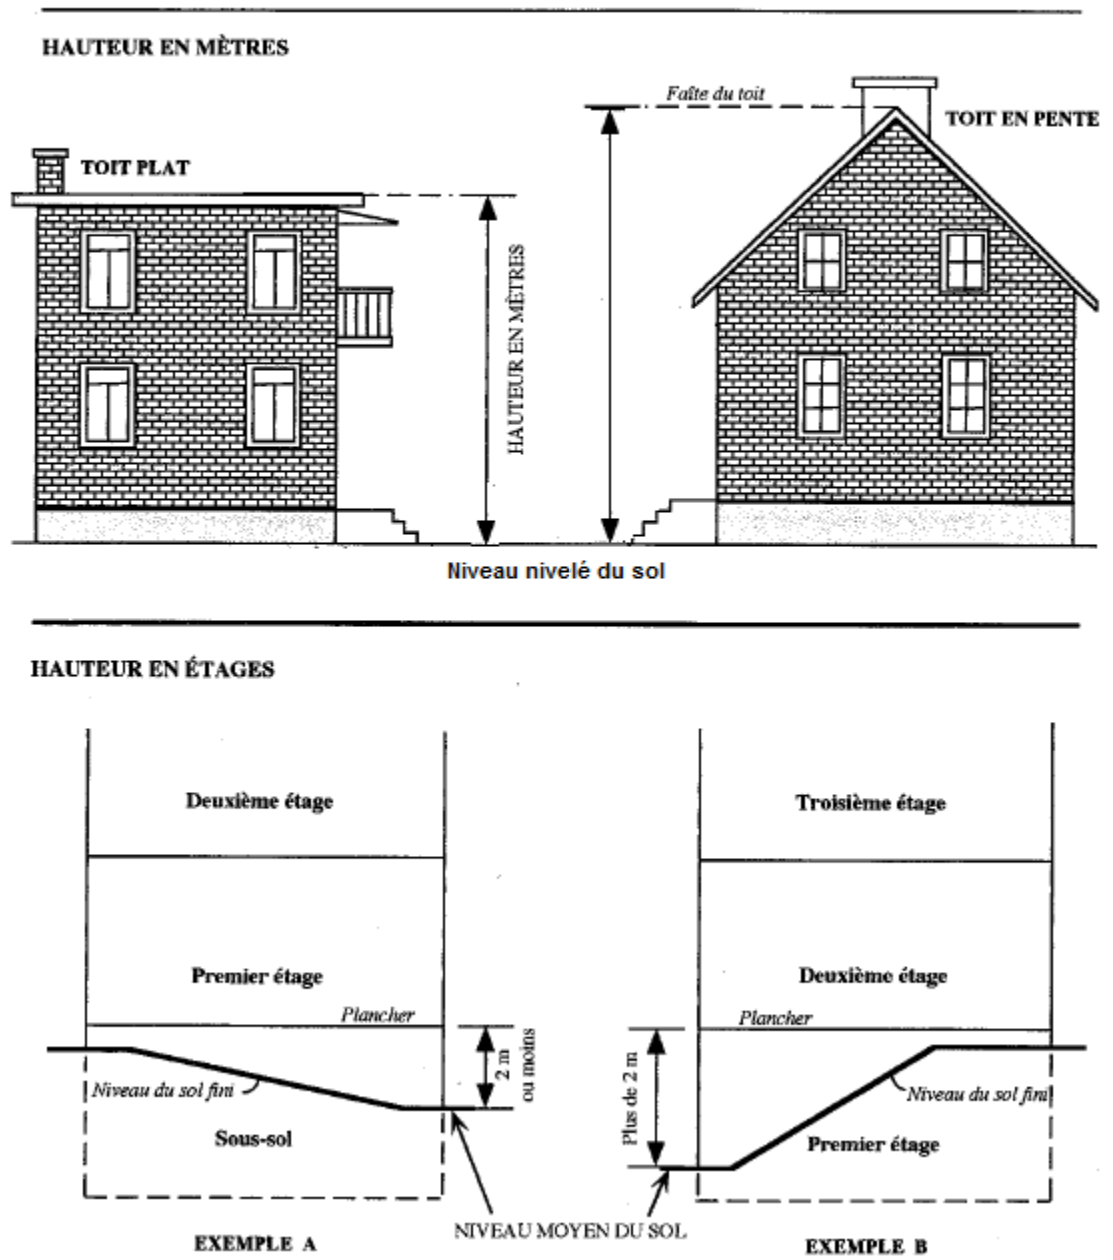 HAUTEUR EN MÈTRES
Faîte du toit
TOIT EN PENTE
TOIT PLAT
HAUTEUR EN MÈTRES
Niveau nivelé du sol
HAUTEUR EN ÉTAGES
Deuxième étage
Troisième étage
Premier étage
Deuxième étage
Plancher
Plancher
2 m
ou moins
Plus de 2 m
Niveau du sol fini
Niveau du sol fini
Sous-sol
Premier étage
NIVEAU MOYEN DU SOL
EXEMPLE A
EXEMPLE B